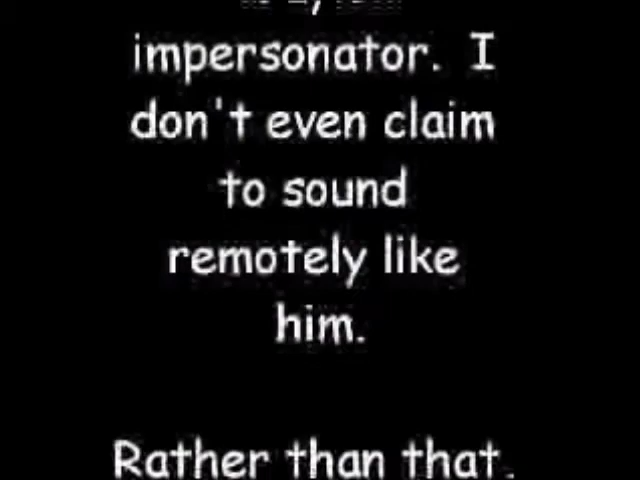 impersonator. I
don't even claim
to sound
remotely like
him.
Rather than that,